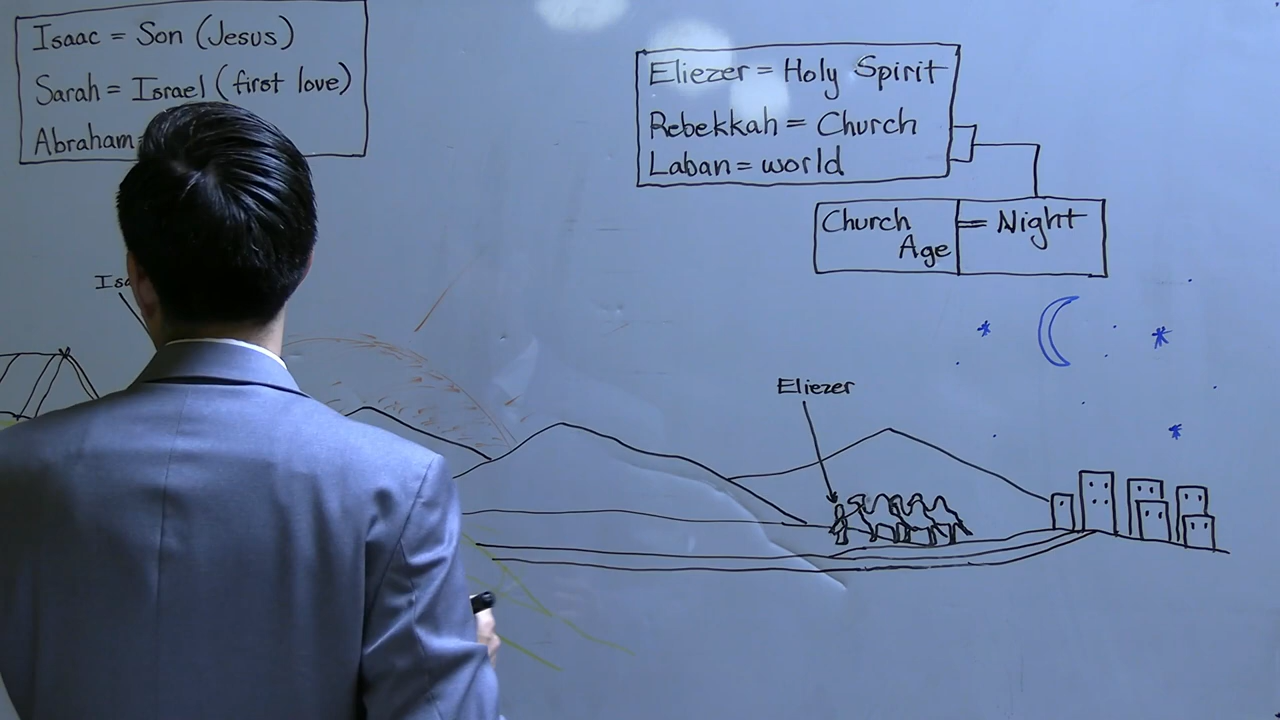 Isaac = Son (Jesus)
Sarah = Israel (first love)
Abraham
Eliezer = Holy Spirit
Rebekkah = Church
Laban = world
Church Age = Night
Eliezer